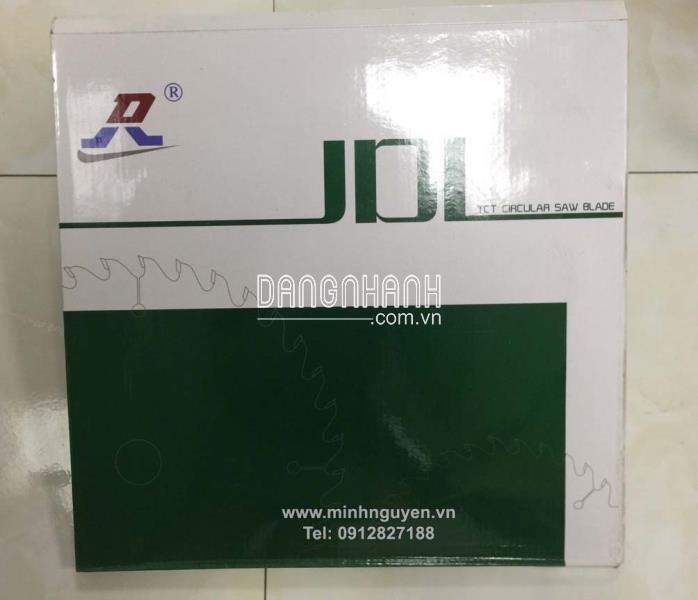 ®
JDL
TCT CIRCULAR SAW BLADE
DANGNHANH
.com.vn
www.minhnguyen.vn
Tel: 0912827188